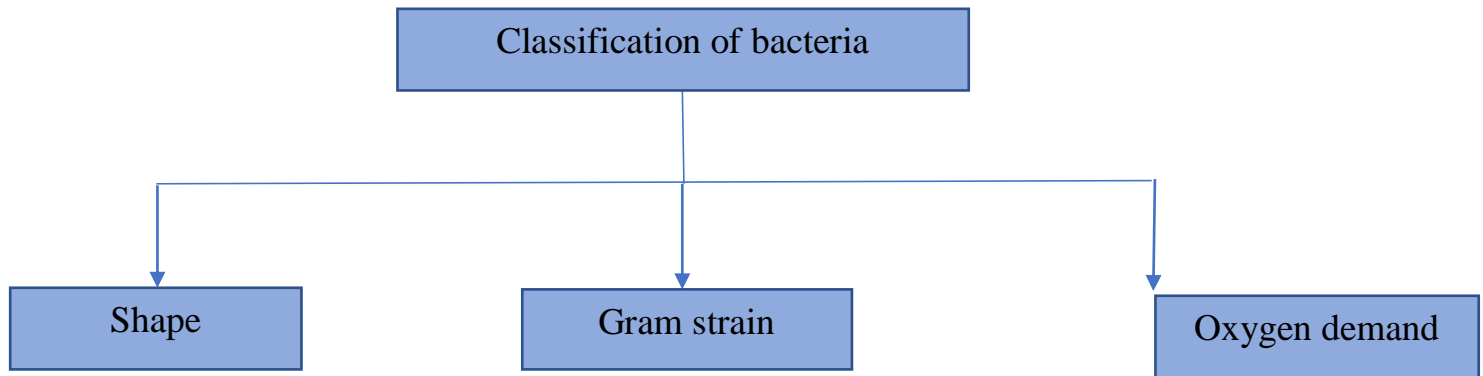 Classification of bacteria
Shape
Gram strain
Oxygen demand